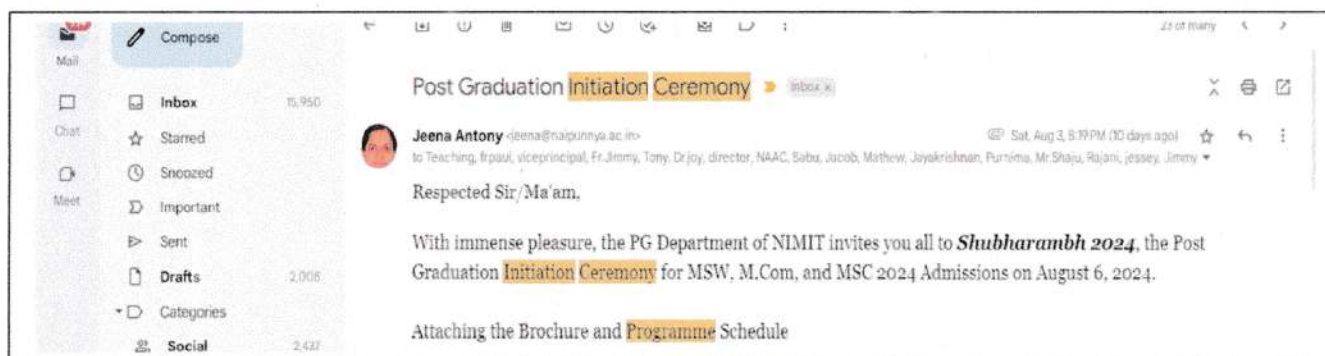 23 of many
Compose
Mail
Post Graduation Initiation Ceremony Inbox x
Inbox 15,950
Chat
Starred
Jeena Antony <jeena@naipunnya.ac.in> Sat, Aug 3, 8:19 PM (10 days ago)
to Teaching, frpaul, viceprincipal, Fr.Jimmy, Tony, Dr.joy, director, NAAC, Sabu, Jacob, Mathew, Jayakrishnan, Purnima, Mr.Shaju, Rajani, jessey, Jimmy
Snoozed
Meet
Respected Sir/Ma'am,
Important
Sent
With immense pleasure, the PG Department of NIMIT invites you all to Shubharambh 2024, the Post
Graduation Initiation Ceremony for MSW, M.Com, and MSC 2024 Admissions on August 6, 2024.
Drafts 2,006
Categories
Attaching the Brochure and Programme Schedule
Social 2,437